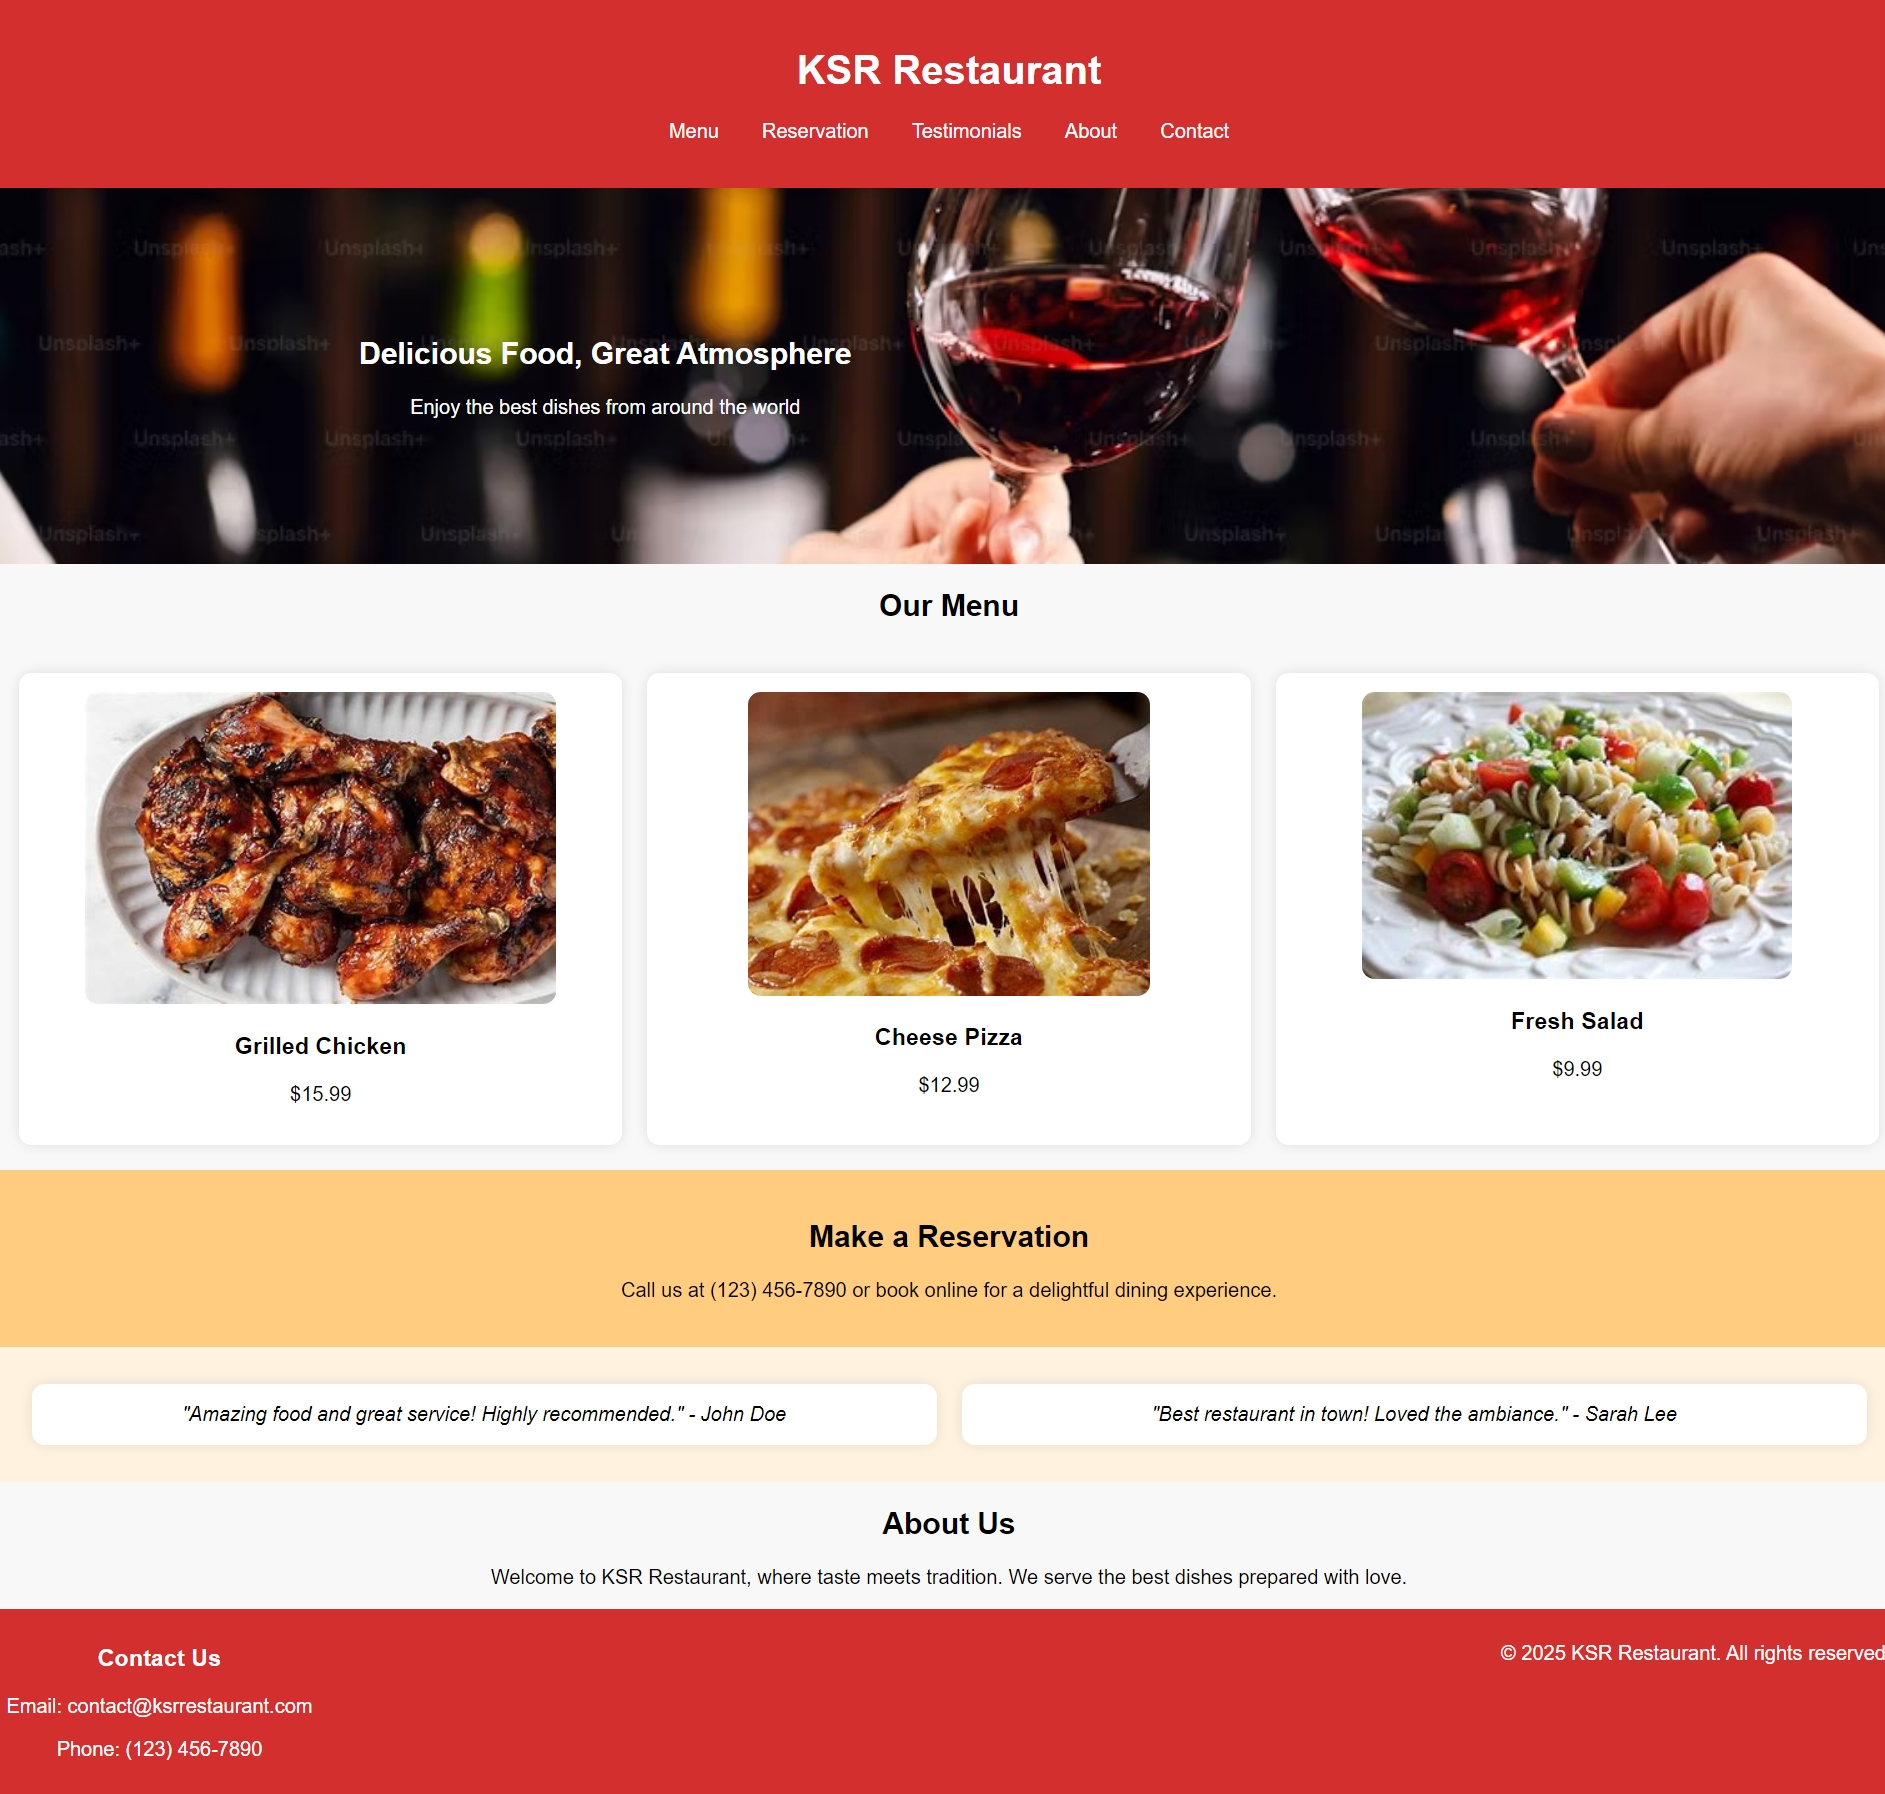 KSR Restaurant
Menu Reservation Testimonials About Contact
Unsplash+ Unsplash+ Unsplash+ Unsplash+
Delicious Food, Great Atmosphere
Enjoy the best dishes from around the world
Our Menu
Grilled Chicken
$15.99
Cheese Pizza
$12.99
Fresh Salad
$9.99
Make a Reservation
Call us at (123) 456-7890 or book online for a delightful dining experience.
"Amazing food and great service! Highly recommended." - John Doe
"Best restaurant in town! Loved the ambiance." - Sarah Lee
About Us
Welcome to KSR Restaurant, where taste meets tradition. We serve the best dishes prepared with love.
Contact Us
Email: contact@ksrrestaurant.com
Phone: (123) 456-7890
© 2025 KSR Restaurant. All rights reserved